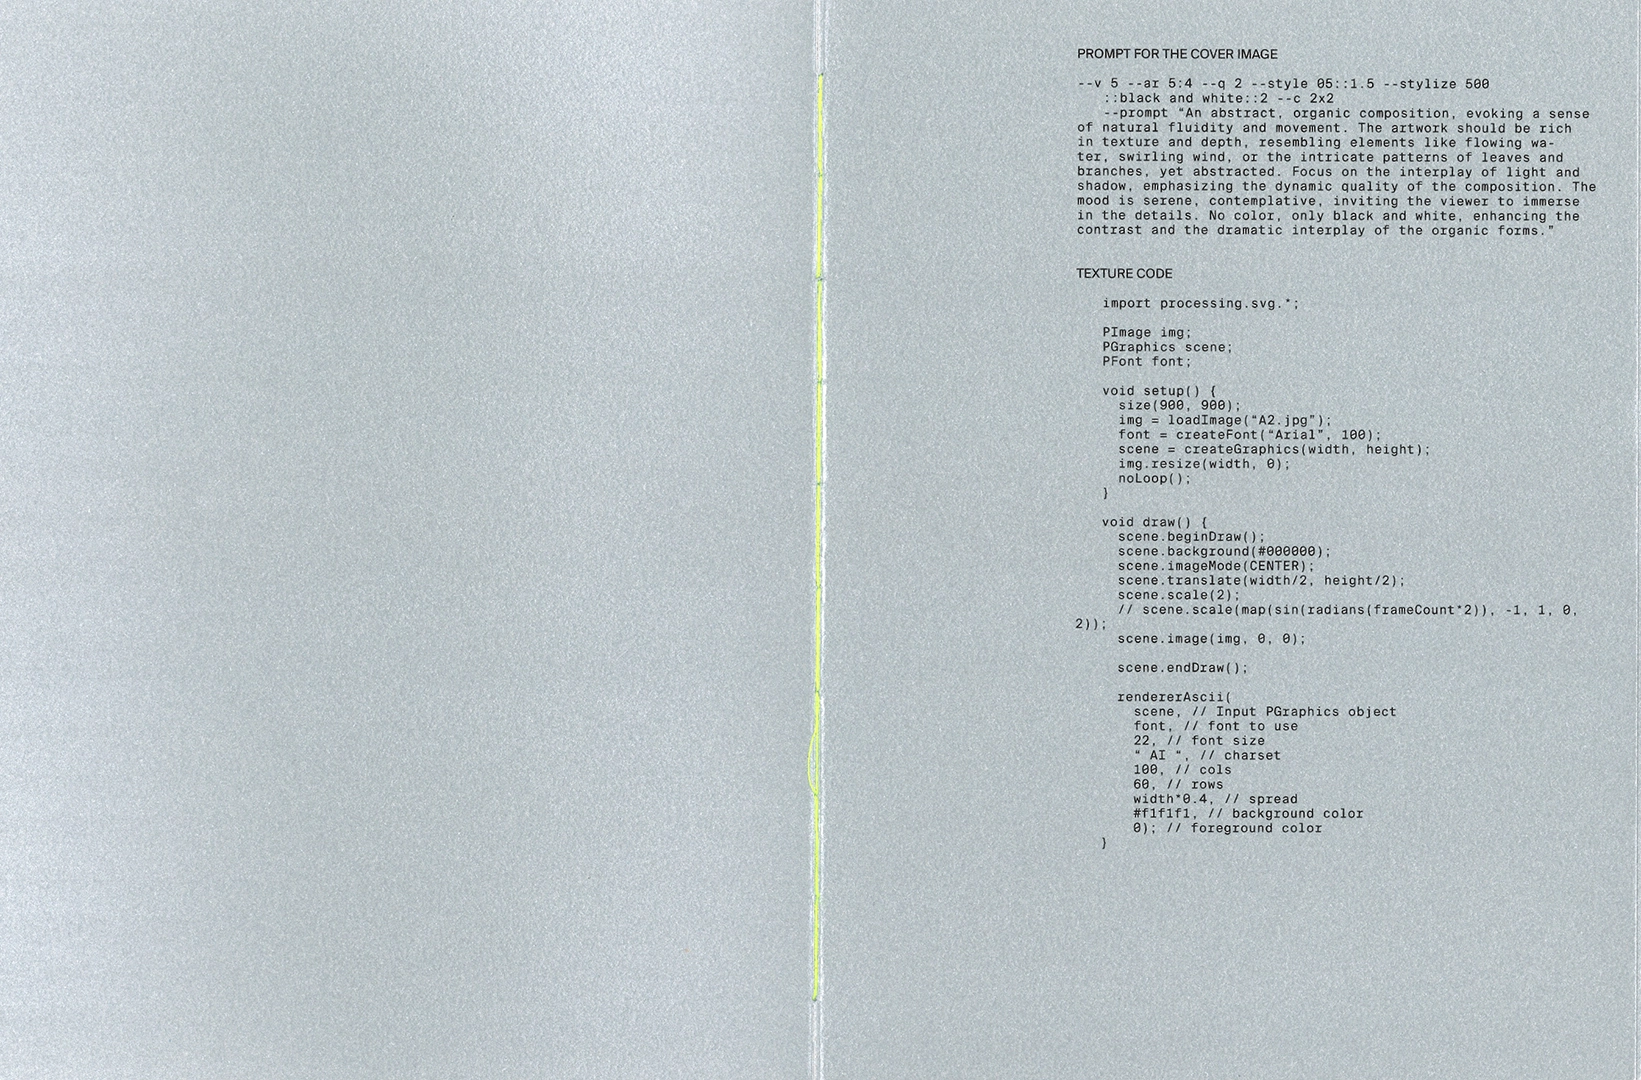 PROMPT FOR THE COVER IMAGE
--v 5 --ar 5:4 --q 2 --style 05::1.5 --stylize 500
::black and white::2 --c 2x2
--prompt “An abstract, organic composition, evoking a sense
of natural fluidity and movement. The artwork should be rich
in texture and depth, resembling elements like flowing wa-
ter, swirling wind, or the intricate patterns of leaves and
branches, yet abstracted. Focus on the interplay of light and
shadow, emphasizing the dynamic quality of the composition. The
mood is serene, contemplative, inviting the viewer to immerse
in the details. No color, only black and white, enhancing the
contrast and the dramatic interplay of the organic forms.”
TEXTURE CODE
import processing.svg.*;
PImage img;
PGraphics scene;
PFont font;
void setup() {
size(900, 900);
img = loadImage(“A2.jpg”);
font = createFont(“Arial”, 100);
scene = createGraphics(width, height);
img.resize(width, 0);
noLoop();
}
void draw() {
scene.beginDraw();
scene.background(#000000);
scene.imageMode(CENTER);
scene.translate(width/2, height/2);
scene.scale(2);
// scene.scale(map(sin(radians(frameCount*2)), -1, 1, 0,
2));
scene.image(img, 0, 0);
scene.endDraw();
rendererAscii(
scene, // Input PGraphics object
font, // font to use
22, // font size
“ AI “, // charset
100, // cols
60, // rows
width*0.4, // spread
#f1f1f1, // background color
0); // foreground color
}